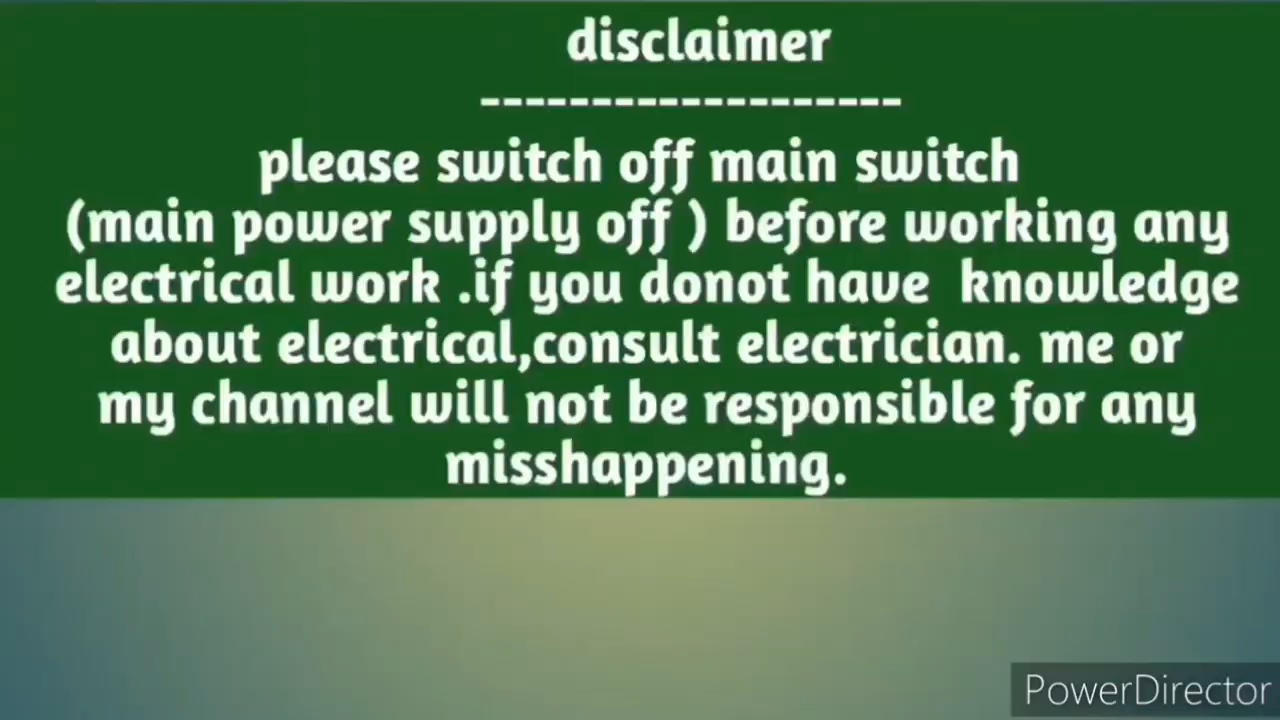 disclaimer
-------------------
please switch off main switch
(main power supply off ) before working any
electrical work .if you donot have  knowledge
about electrical,consult electrician. me or
my channel will not be responsible for any
misshappening.
PowerDirector